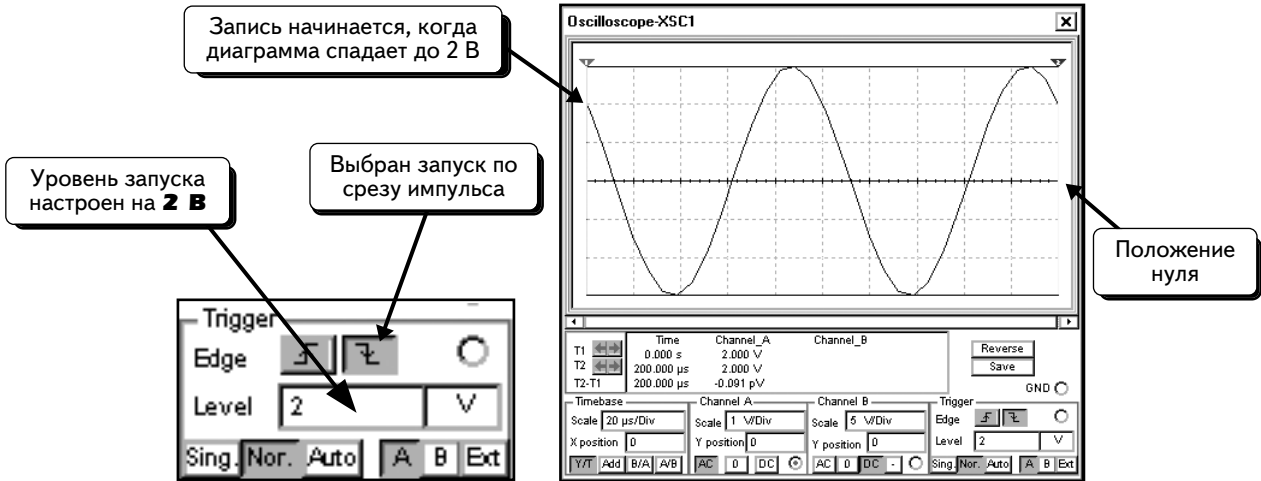 Запись начинается, когда
диаграмма спадает до 2 В
Уровень запуска
настроен на 2 В
Выбран запуск по
срезу импульса
Trigger
Edge
Level 2 V
Sing. Nor. Auto A B Ext
Oscilloscope-XSC1
Положение
нуля
Time Channel_A Channel_B
T1 0.000 s 2.000 V
T2 200.000 µs 2.000 V
T2-T1 200.000 µs -0.091 pV
Reverse
Save
GND
Timebase
Scale 20 µs/Div
X position 0
Y/T Add B/A A/B
Channel A
Scale 1 V/Div
Y position 0
AC 0 DC
Channel B
Scale 5 V/Div
Y position 0
AC 0 DC -
Trigger
Edge
Level 2 V
Sing. Nor. Auto A B Ext